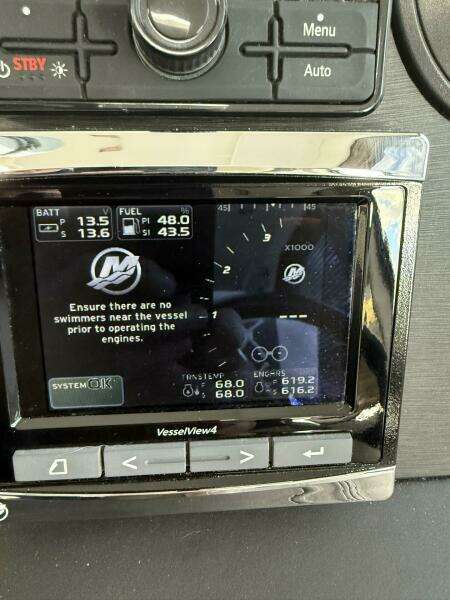 Menu
STBY
Auto
BATT V
P 13.5
S 13.6
FUEL %
PI 48.0
SI 43.5
45 45
3
X1000
2
1
Ensure there are no
swimmers near the vessel
prior to operating the
engines.
SYSTEM OK
TRNSTEMP
P 68.0
S 68.0
ENGHRS
P 619.2
S 616.2
VesselView4